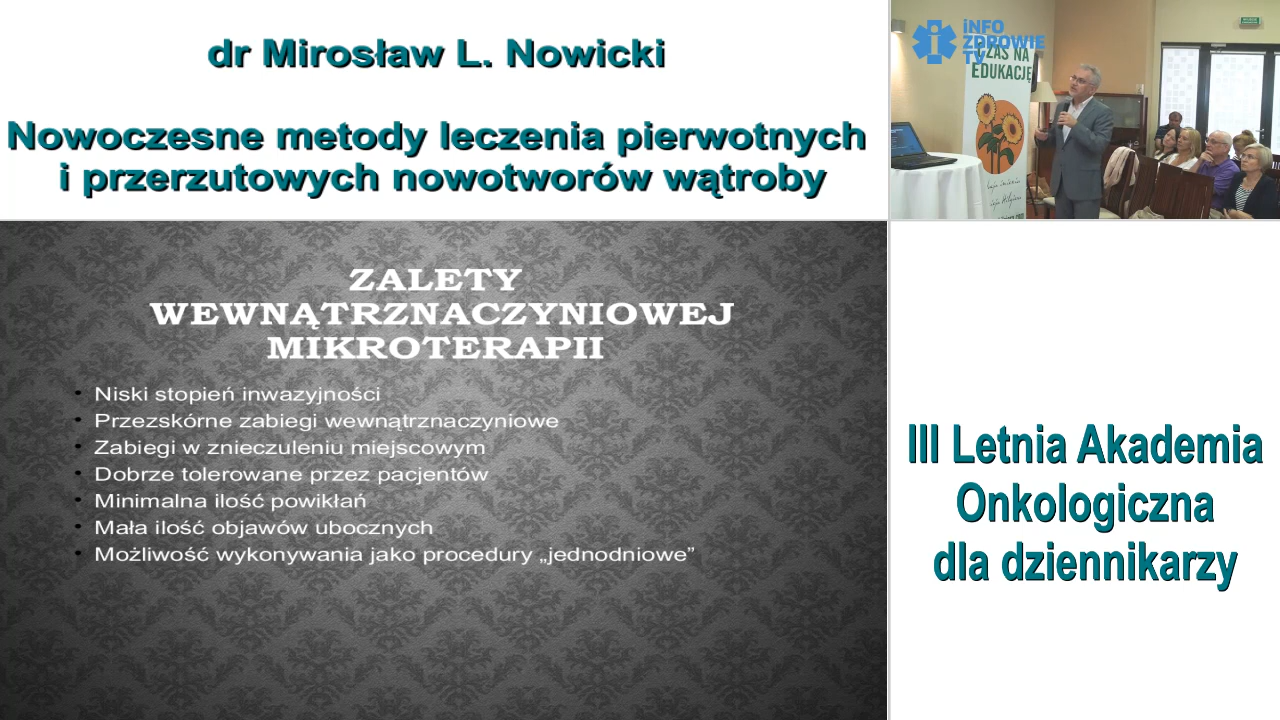 dr Mirosław L. Nowicki
Nowoczesne metody leczenia pierwotnych
i przerzutowych nowotworów wątroby
iNFO
ZDROWIE
TV
CZAS NA
EDUKACJĘ
ZALETY
WEWNĄTRZNACZYNIOWEJ
MIKROTERAPII
• Niski stopień inwazyjności
• Przezskórne zabiegi wewnątrznaczyniowe
• Zabiegi w znieczuleniu miejscowym
• Dobrze tolerowane przez pacjentów
• Minimalna ilość powikłań
• Mała ilość objawów ubocznych
• Możliwość wykonywania jako procedury „jednodniowe”
III Letnia Akademia
Onkologiczna
dla dziennikarzy